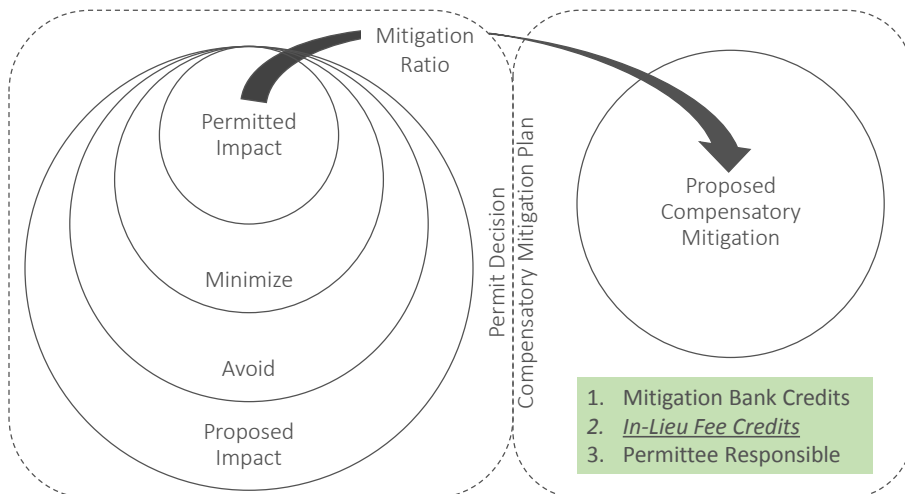 Mitigation
Ratio
Permitted
Impact
Minimize
Avoid
Proposed
Impact
Permit Decision
Compensatory Mitigation Plan
Proposed
Compensatory
Mitigation
1. Mitigation Bank Credits
2. In-Lieu Fee Credits
3. Permittee Responsible